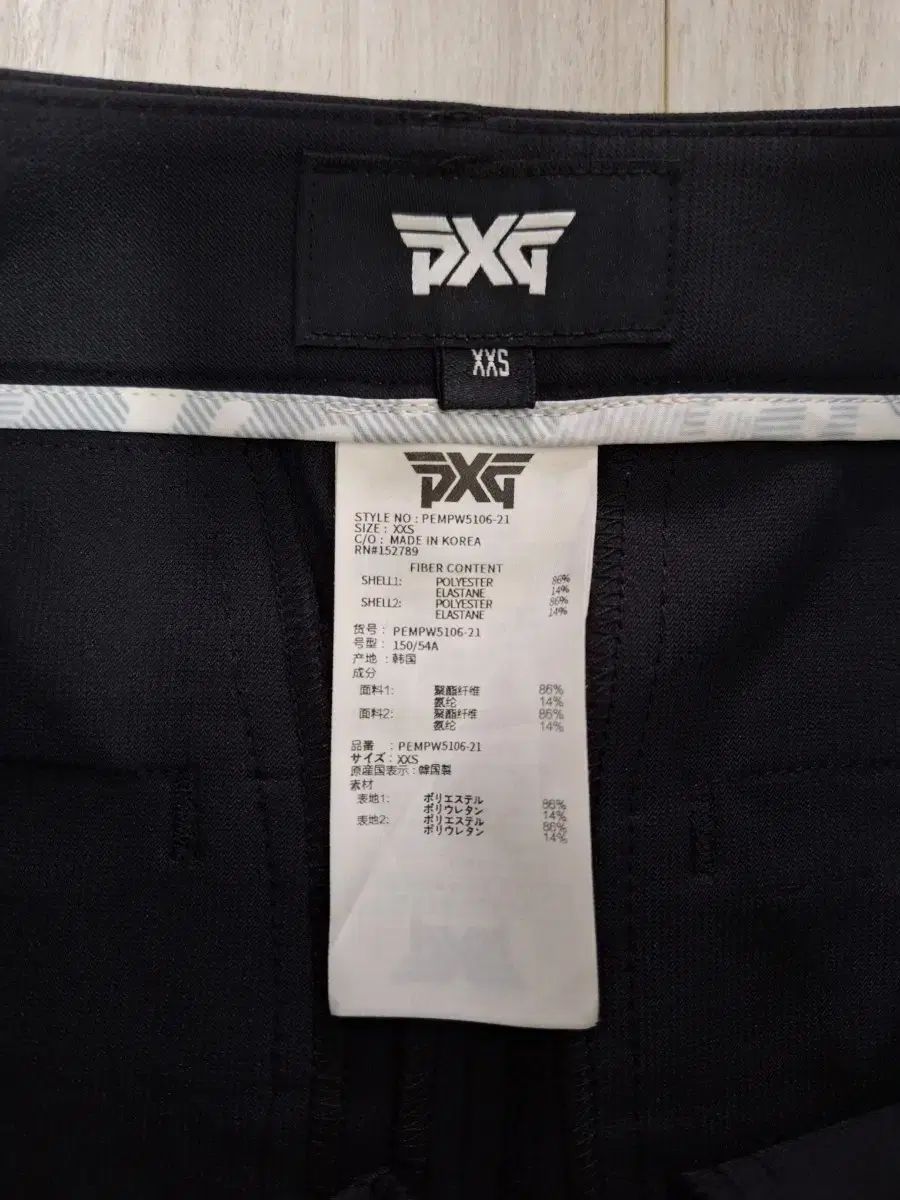 PXG
XXS
PXG
STYLE NO : PEMPW5106-21
SIZE : XXS
C/O : MADE IN KOREA
RN#152789
FIBER CONTENT
SHELL1: POLYESTER 86%
ELASTANE 14%
SHELL2: POLYESTER 86%
ELASTANE 14%
货号 : PEMPW5106-21
号型 : 150/54A
产地 : 韩国
成分
面料1: 聚酯纤维 86%
氨纶 14%
面料2: 聚酯纤维 86%
氨纶 14%
品番 : PEMPW5106-21
サイズ : XXS
原産国表示 : 韓国製
素材
表地1: ポリエステル 86%
ポリウレタン 14%
表地2: ポリエステル 86%
ポリウレタン 14%